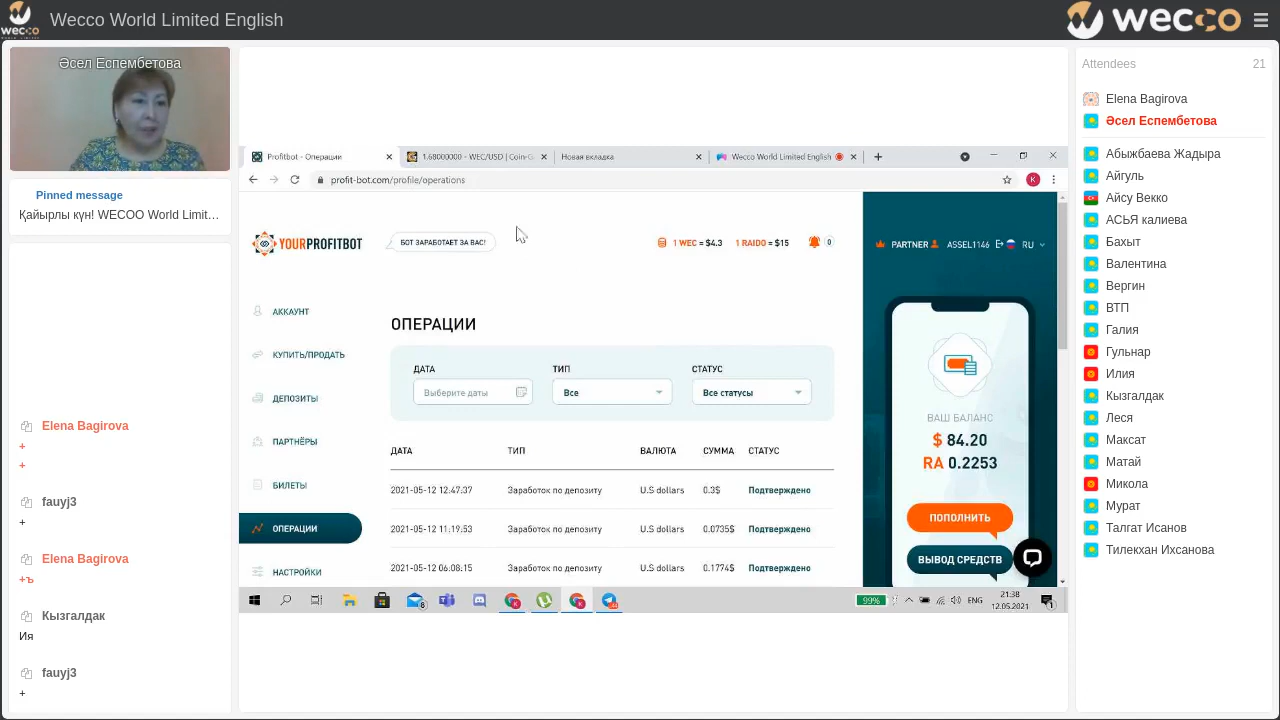 wecco
WORLD LIMITED
Wecco World Limited English
wecco
Әсел Еспембетова
Pinned message
Қайырлы күн! WECOO World Limit...
Elena Bagirova
+
+
fauyj3
+
Elena Bagirova
+ъ
Кызгалдак
Ия
fauyj3
+
Profitbot - Операции
1.68000000 - WEC/USD | Coin-G
Новая вкладка
Wecco World Limited English
profit-bot.com/profile/operations
K
YOURPROFITBOT
БОТ ЗАРАБОТАЕТ ЗА ВАС!
1 WEC = $4.3
1 RAIDO = $15
0
PARTNER
ASSEL1146
RU
АККАУНТ
КУПИТЬ/ПРОДАТЬ
ДЕПОЗИТЫ
ПАРТНЁРЫ
БИЛЕТЫ
ОПЕРАЦИИ
НАСТРОЙКИ
ОПЕРАЦИИ
ДАТА ТИП СТАТУС
Выберите даты Все Все статусы
ДАТА ТИП ВАЛЮТА СУММА СТАТУС
2021-05-12 12:47:37 Заработок по депозиту U.S dollars 0.3$ Подтверждено
2021-05-12 11:19:53 Заработок по депозиту U.S dollars 0.0735$ Подтверждено
2021-05-12 06:08:15 Заработок по депозиту U.S dollars 0.1774$ Подтверждено
ВАШ БАЛАНС
$ 84.20
RA 0.2253
ПОПОЛНИТЬ
ВЫВОД СРЕДСТВ
8
99%
ENG
21:38
12.05.2021
1
Attendees 21
Elena Bagirova
Әсел Еспембетова
Абыжбаева Жадыра
Айгуль
Айсу Векко
АСЬЯ калиева
Бахыт
Валентина
Вергин
ВТП
Галия
Гульнар
Илия
Кызгалдак
Леся
Максат
Матай
Микола
Мурат
Талгат Исанов
Тилекхан Ихсанова